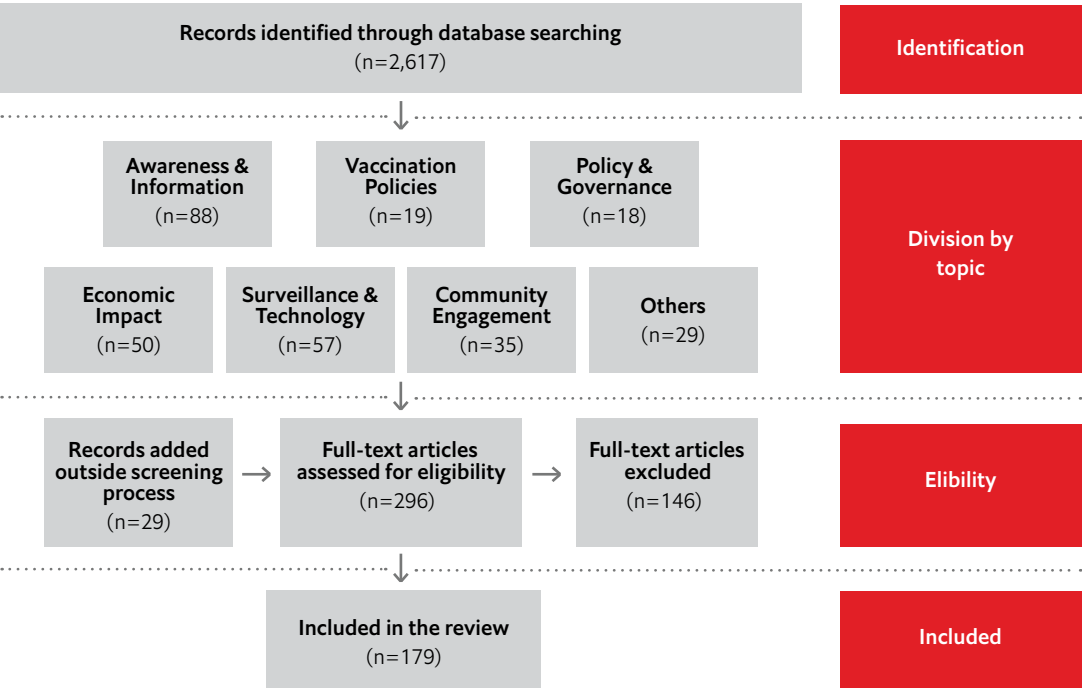 Records identified through database searching
(n=2,617)
Identification
Awareness &
Information
(n=88)
Vaccination
Policies
(n=19)
Policy &
Governance
(n=18)
Economic
Impact
(n=50)
Surveillance &
Technology
(n=57)
Community
Engagement
(n=35)
Others
(n=29)
Division by
topic
Records added
outside screening
process
(n=29)
Full-text articles
assessed for eligibility
(n=296)
Full-text articles
excluded
(n=146)
Elibility
Included in the review
(n=179)
Included